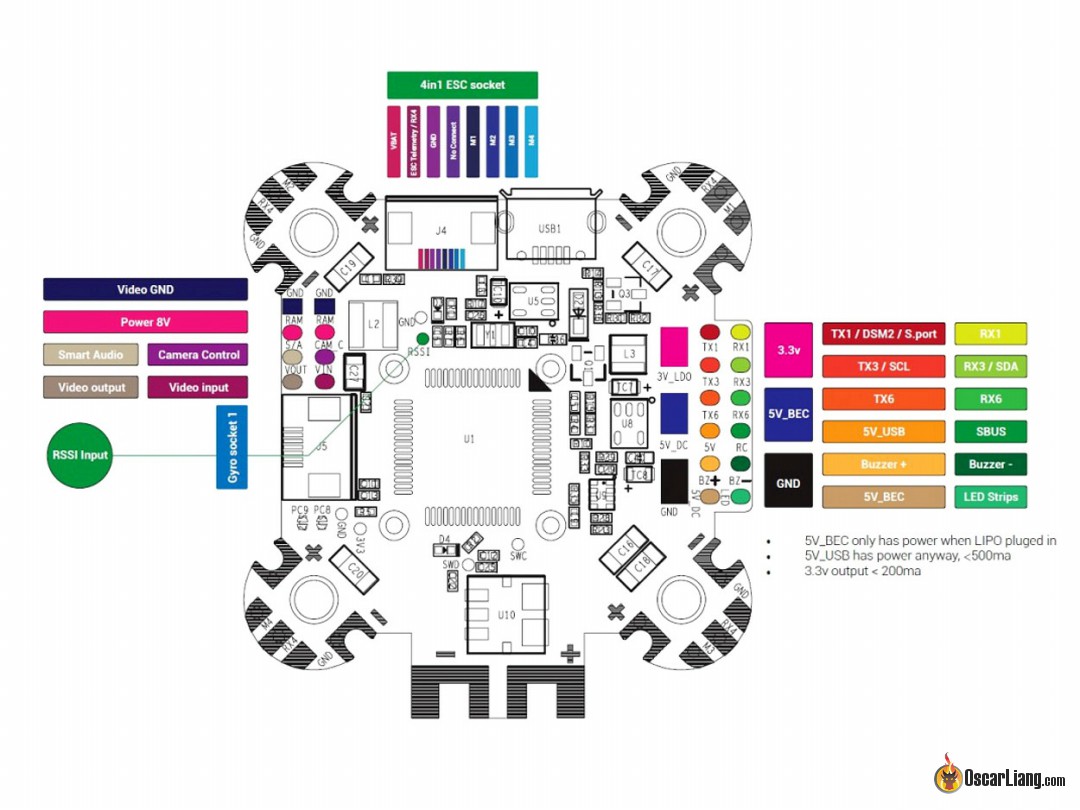 4in1 ESC socket
VBAT
ESC Telemetry / RX4
GND
No Connect
M1
M2
M3
M4
GND
M2
RX4
GND
J4
USB1
GND
RX4
M1
C19
C17
Video GND
Power 8V
Smart Audio
Camera Control
Video output
Video input
RSSI Input
Gyro socket 1
GND
GND
RAM
RAM
S/A
CAM_C
VOUT
VIN
L2
GND
RSSI
U5
D2
Q3
C27
J5
U1
L3
TC7
U8
TC8
3V_LDO
5V_DC
GND
TX1
RX1
TX3
RX3
TX6
RX6
5V
RC
BZ+
BZ-
5V DC
LED
3.3v
5V_BEC
GND
TX1 / DSM2 / S.port
RX1
TX3 / SCL
RX3 / SDA
TX6
RX6
5V_USB
SBUS
Buzzer +
Buzzer -
5V_BEC
LED Strips
• 5V_BEC only has power when LIPO pluged in
• 5V_USB has power anyway, <500ma
• 3.3v output < 200ma
PC9
PC8
GND
3V3
D4
SWD
SWC
C20
C16
C18
U10
M4
RX4
GND
GND
RX4
M3
OscarLiang.com